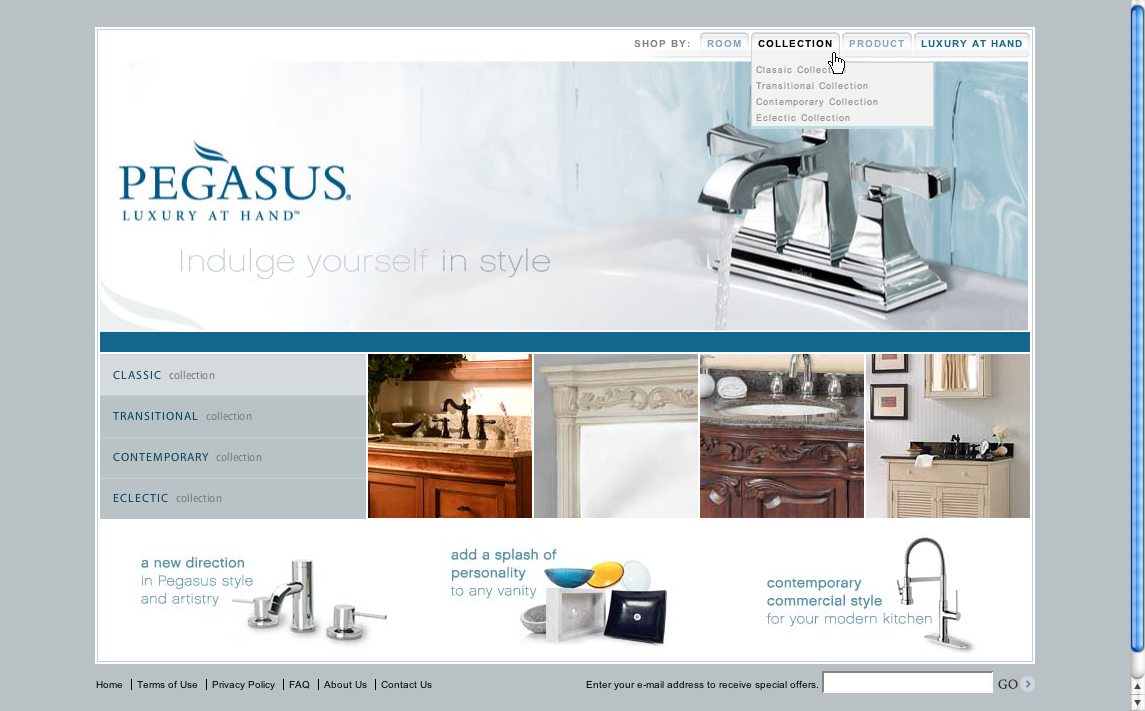 SHOP BY: ROOM COLLECTION PRODUCT LUXURY AT HAND
Classic
Transitional Collection
Contemporary Collection
Eclectic Collection
PEGASUS®
LUXURY AT HAND™
Indulge yourself in style
CLASSIC collection
TRANSITIONAL collection
CONTEMPORARY collection
ECLECTIC collection
a new direction
in Pegasus style
and artistry
add a splash of
personality
to any vanity
contemporary
commercial style
for your modern kitchen
Home | Terms of Use | Privacy Policy | FAQ | About Us | Contact Us
Enter your e-mail address to receive special offers. GO